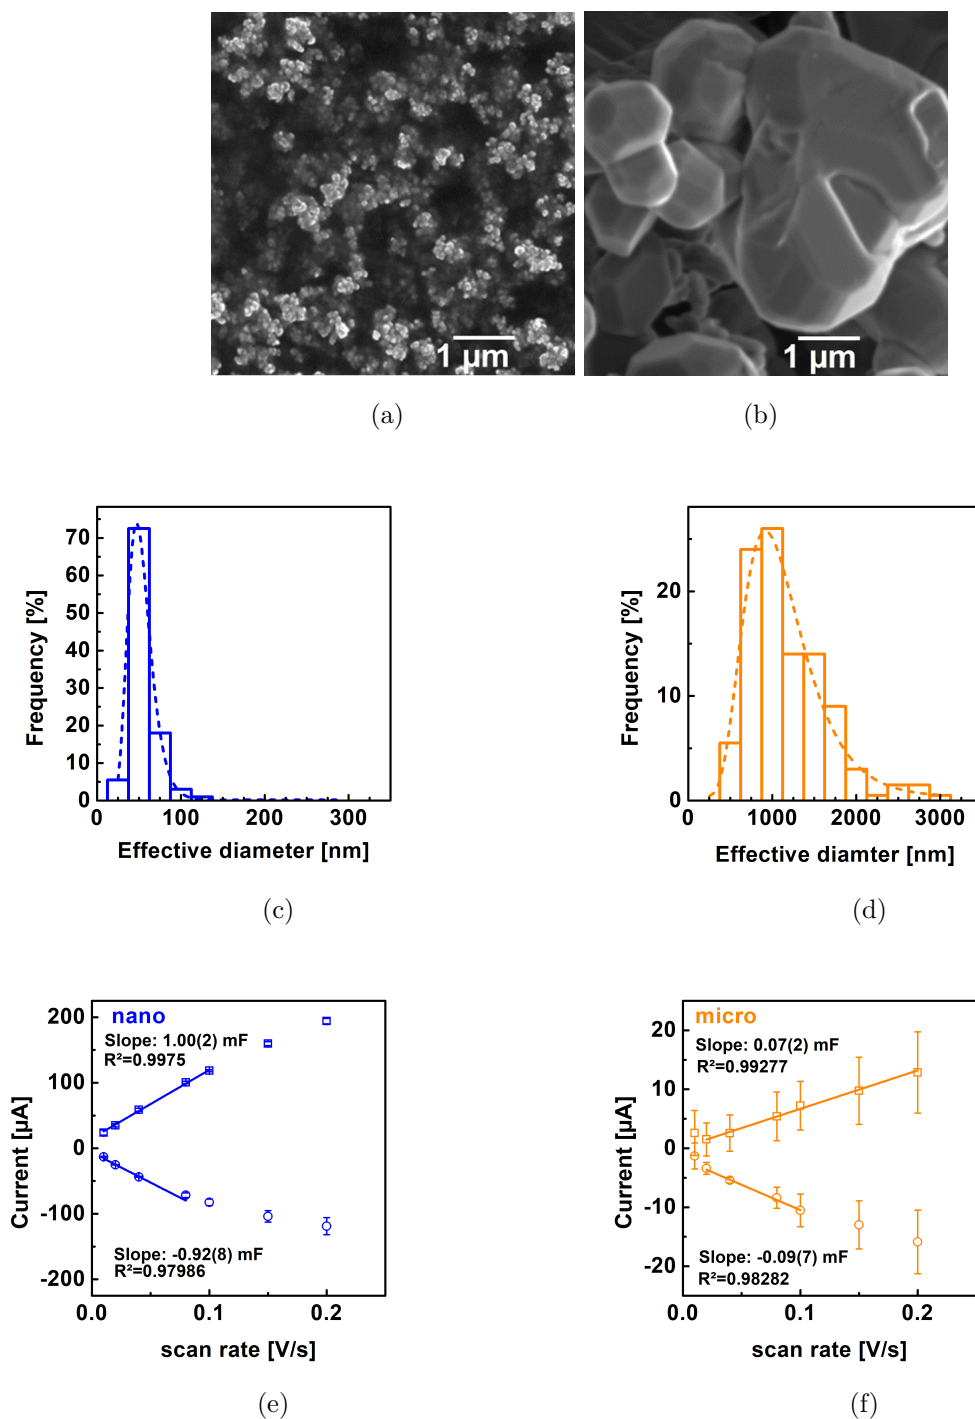 1 µm
1 µm
(a)
(b)
70
60
50
40
30
20
10
0
0
100
200
300
Frequency [%]
Effective diameter [nm]
(c)
20
10
0
0
1000
2000
3000
Frequency [%]
Effective diamter [nm]
(d)
nano
Slope: 1.00(2) mF
R²=0.9975
200
100
0
-100
-200
Slope: -0.92(8) mF
R²=0.97986
0.0
0.1
0.2
Current [µA]
scan rate [V/s]
(e)
micro
Slope: 0.07(2) mF
R²=0.99277
20
10
0
-10
-20
Slope: -0.09(7) mF
R²=0.98282
0.0
0.1
0.2
Current [µA]
scan rate [V/s]
(f)